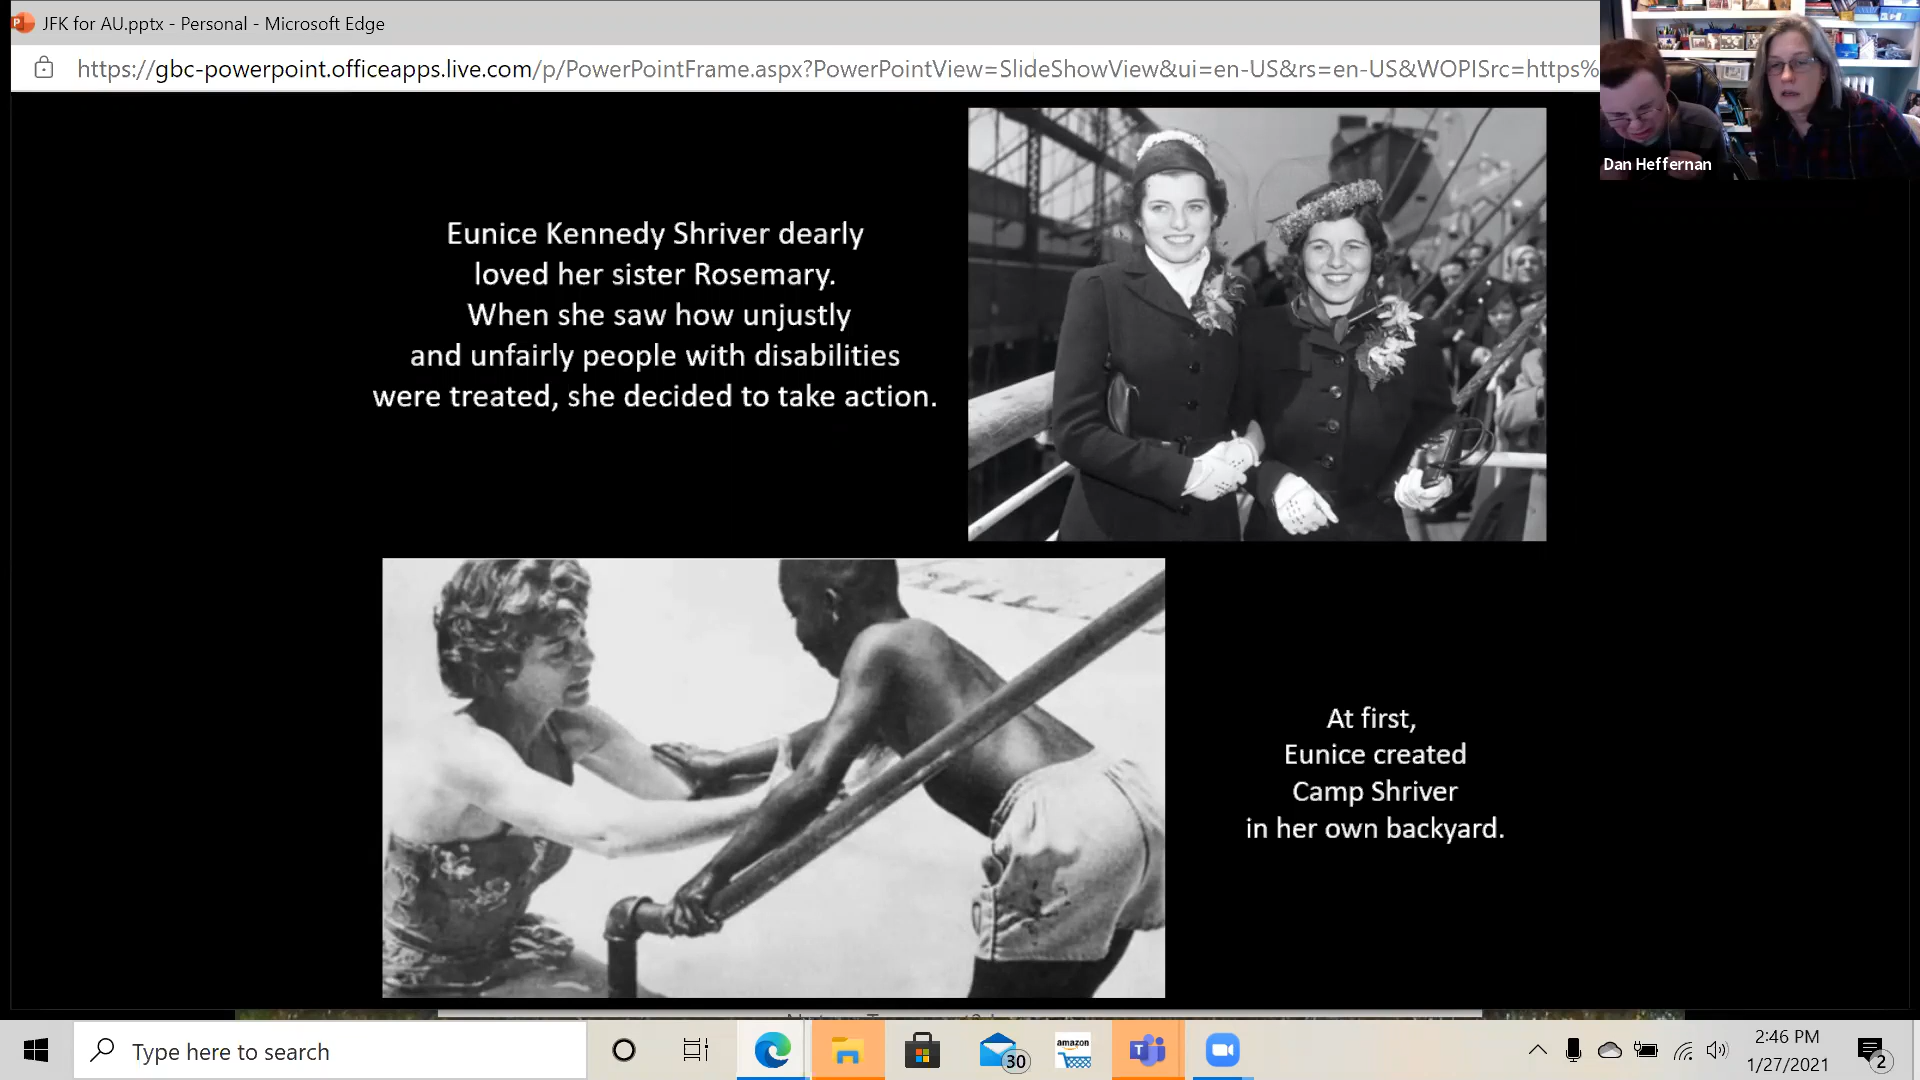 JFK for AU.pptx - Personal - Microsoft Edge
https://gbc-powerpoint.officeapps.live.com/p/PowerPointFrame.aspx?PowerPointView=SlideShowView&ui=en-US&rs=en-US&WOPISrc=https%
Dan Heffernan
Eunice Kennedy Shriver dearly
loved her sister Rosemary.
When she saw how unjustly
and unfairly people with disabilities
were treated, she decided to take action.
At first,
Eunice created
Camp Shriver
in her own backyard.
Type here to search
30
amazon
2:46 PM
1/27/2021
2